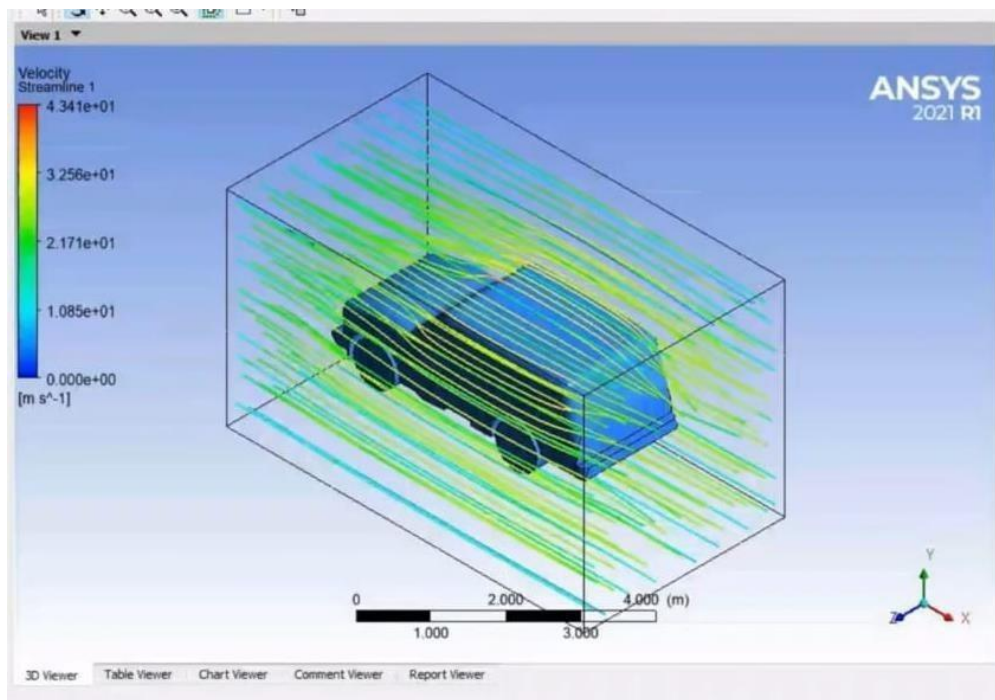 View 1
Velocity
Streamline 1
4.341e+01
3.256e+01
2.171e+01
1.085e+01
0.000e+00
[m s^-1]
ANSYS
2021 R1
0 2.000 4.000 (m)
1.000 3.000
Y
Z X
3D Viewer Table Viewer Chart Viewer Comment Viewer Report Viewer